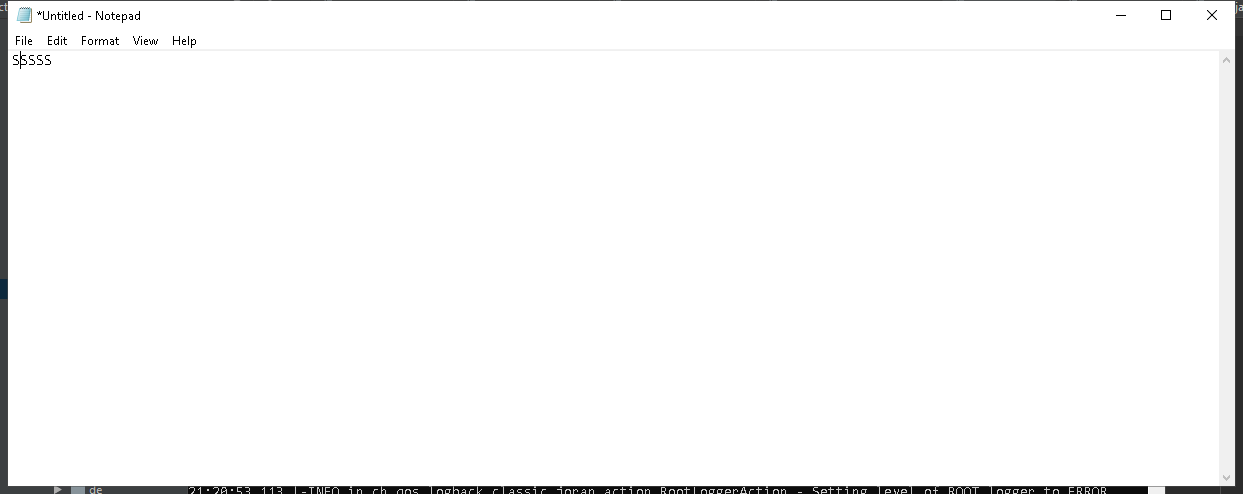 *Untitled - Notepad
File Edit Format View Help
SSSSS
de
21:20:53,113 |-INFO in ch.qos.logback.classic.joran.action.RootLoggerAction - Setting level of ROOT logger to ERROR